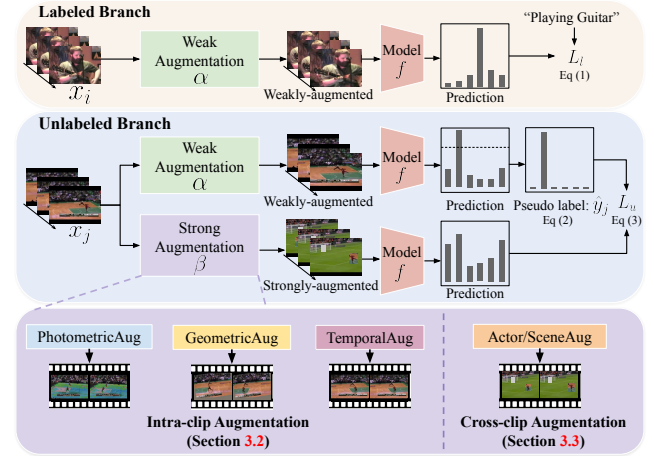 Labeled Branch
Weak
Augmentation
α
x_i
Weakly-augmented
Model
f
Prediction
“Playing Guitar”
L_l
Eq (1)
Unlabeled Branch
Weak
Augmentation
α
x_j
Weakly-augmented
Model
f
Prediction
Pseudo label: ŷ_j
Eq (2)
L_u
Eq (3)
Strong
Augmentation
β
Strongly-augmented
Model
f
Prediction
PhotometricAug
GeometricAug
TemporalAug
Actor/SceneAug
Intra-clip Augmentation
(Section 3.2)
Cross-clip Augmentation
(Section 3.3)